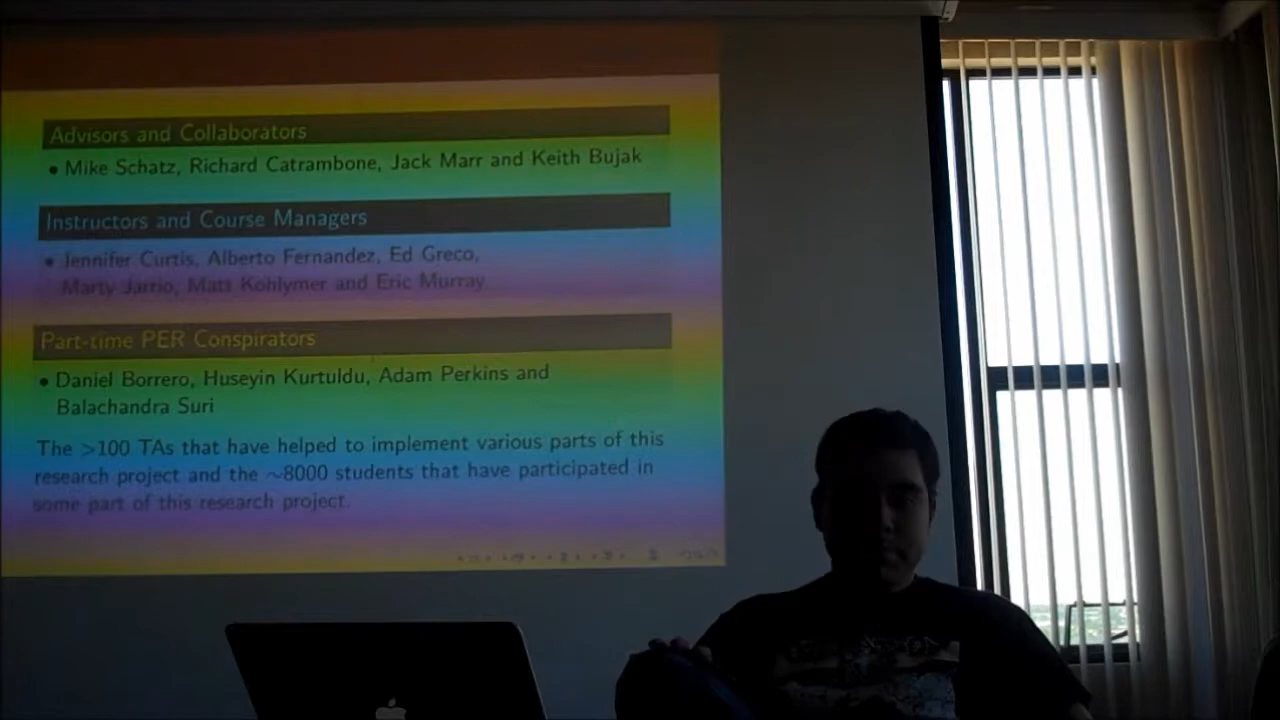 Advisors and Collaborators
• Mike Schatz, Richard Catrambone, Jack Marr and Keith Bujak
Instructors and Course Managers
• Jennifer Curtis, Alberto Fernandez, Ed Greco,
Marty Jarrio, Matt Kohlymer and Eric Murray
Part-time PER Conspirators
• Daniel Borrero, Huseyin Kurtuldu, Adam Perkins and
Balachandra Suri
The >100 TAs that have helped to implement various parts of this
research project and the ~8000 students that have participated in
some part of this research project.